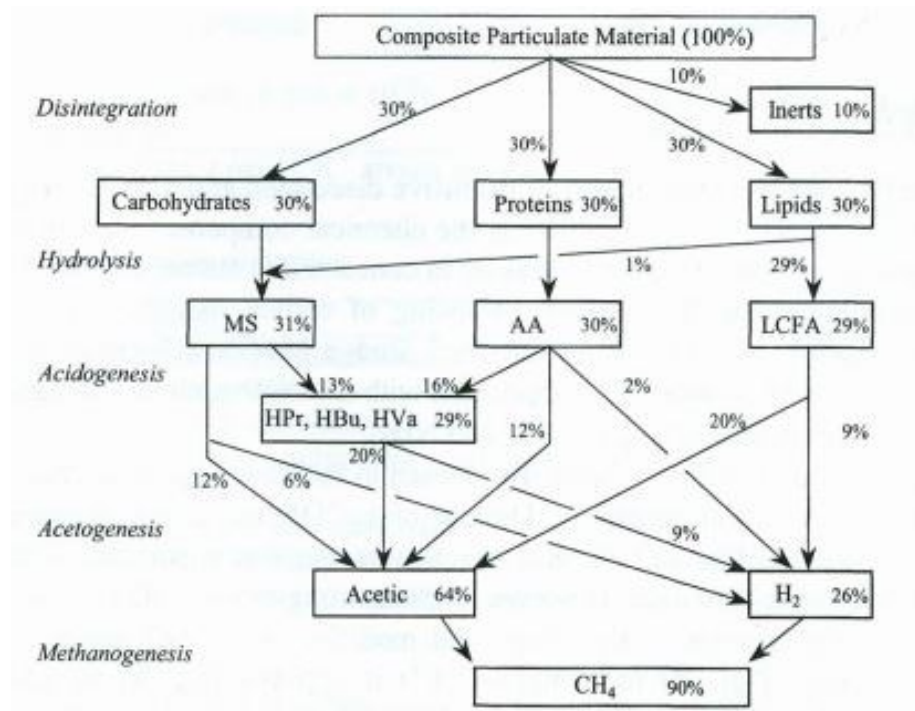 Composite Particulate Material (100%)
10%
Disintegration
30%
Inerts 10%
30%
30%
Carbohydrates 30%
Proteins 30%
Lipids 30%
Hydrolysis
1%
29%
MS 31%
AA 30%
LCFA 29%
Acidogenesis
13%
16%
2%
HPr, HBu, HVa 29%
12%
20%
9%
20%
12%
6%
Acetogenesis
9%
Acetic 64%
H₂ 26%
Methanogenesis
CH₄ 90%